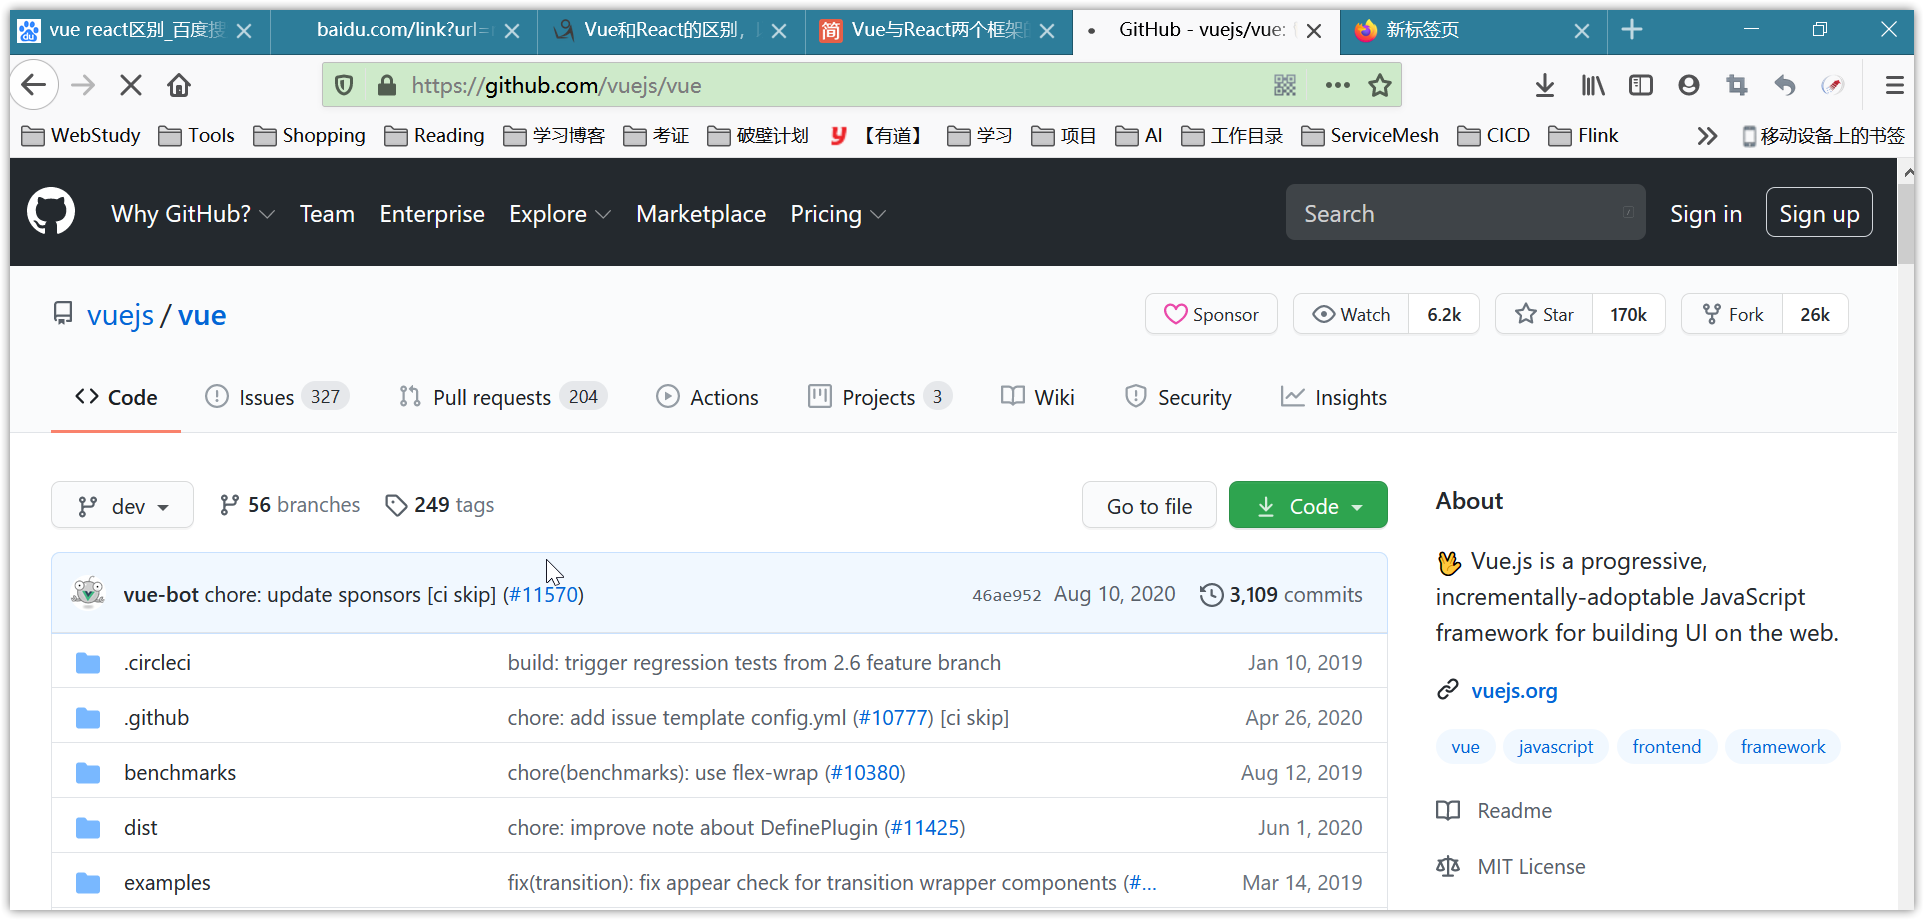 vue react区别_百度搜
baidu.com/link?url=
Vue和React的区别,
Vue与React两个框架
GitHub - vuejs/vue:
新标签页
https://github.com/vuejs/vue
WebStudy Tools Shopping Reading 学习博客 考证 破壁计划 【有道】 学习 项目 AI 工作目录 ServiceMesh CICD Flink 移动设备上的书签
Why GitHub? Team Enterprise Explore Marketplace Pricing Search Sign in Sign up
vuejs / vue
Sponsor Watch 6.2k Star 170k Fork 26k
Code Issues 327 Pull requests 204 Actions Projects 3 Wiki Security Insights
dev 56 branches 249 tags Go to file Code
vue-bot chore: update sponsors [ci skip] (#11570) 46ae952 Aug 10, 2020 3,109 commits
.circleci build: trigger regression tests from 2.6 feature branch Jan 10, 2019
.github chore: add issue template config.yml (#10777) [ci skip] Apr 26, 2020
benchmarks chore(benchmarks): use flex-wrap (#10380) Aug 12, 2019
dist chore: improve note about DefinePlugin (#11425) Jun 1, 2020
examples fix(transition): fix appear check for transition wrapper components (#... Mar 14, 2019
About
Vue.js is a progressive,
incrementally-adoptable JavaScript
framework for building UI on the web.
vuejs.org
vue javascript frontend framework
Readme
MIT License